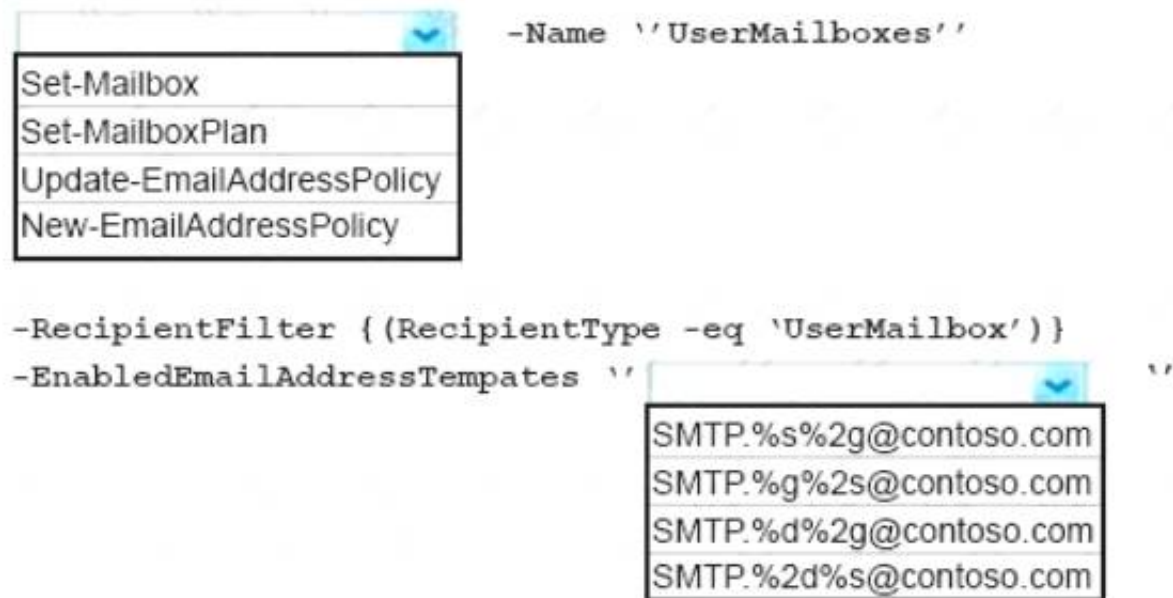 -Name ‵′UserMailboxes′′
Set-Mailbox
Set-MailboxPlan
Update-EmailAddressPolicy
New-EmailAddressPolicy
-RecipientFilter {(RecipientType -eq ‵UserMailbox′)}
-EnabledEmailAddressTempates ‵′ ‵′
SMTP.%s%2g@contoso.com
SMTP.%g%2s@contoso.com
SMTP.%d%2g@contoso.com
SMTP.%2d%s@contoso.com